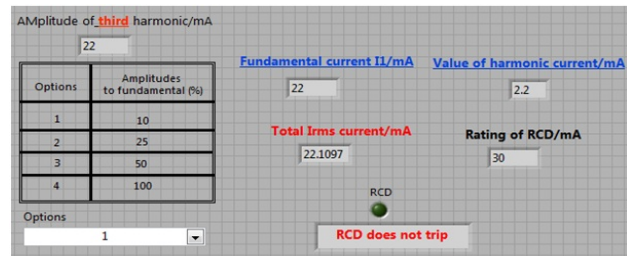 AMplitude of third harmonic/mA
22
Options Amplitudes to fundamental (%)
1 10
2 25
3 50
4 100
Options
1
Fundamental current I1/mA
22
Value of harmonic current/mA
2.2
Total Irms current/mA
22.1097
Rating of RCD/mA
30
RCD
RCD does not trip